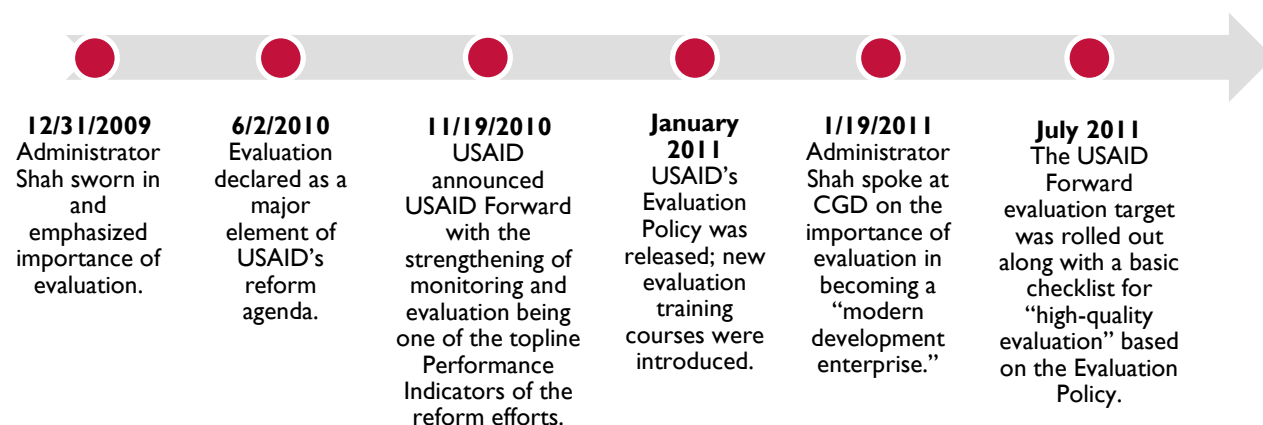 12/31/2009
Administrator
Shah sworn in
and
emphasized
importance of
evaluation.
6/2/2010
Evaluation
declared as a
major
element of
USAID's
reform
agenda.
11/19/2010
USAID
announced
USAID Forward
with the
strengthening of
monitoring and
evaluation being
one of the topline
Performance
Indicators of the
reform efforts.
January
2011
USAID's
Evaluation
Policy was
released; new
evaluation
training
courses were
introduced.
1/19/2011
Administrator
Shah spoke at
CGD on the
importance of
evaluation in
becoming a
“modern
development
enterprise.”
July 2011
The USAID
Forward
evaluation target
was rolled out
along with a basic
checklist for
“high-quality
evaluation” based
on the Evaluation
Policy.